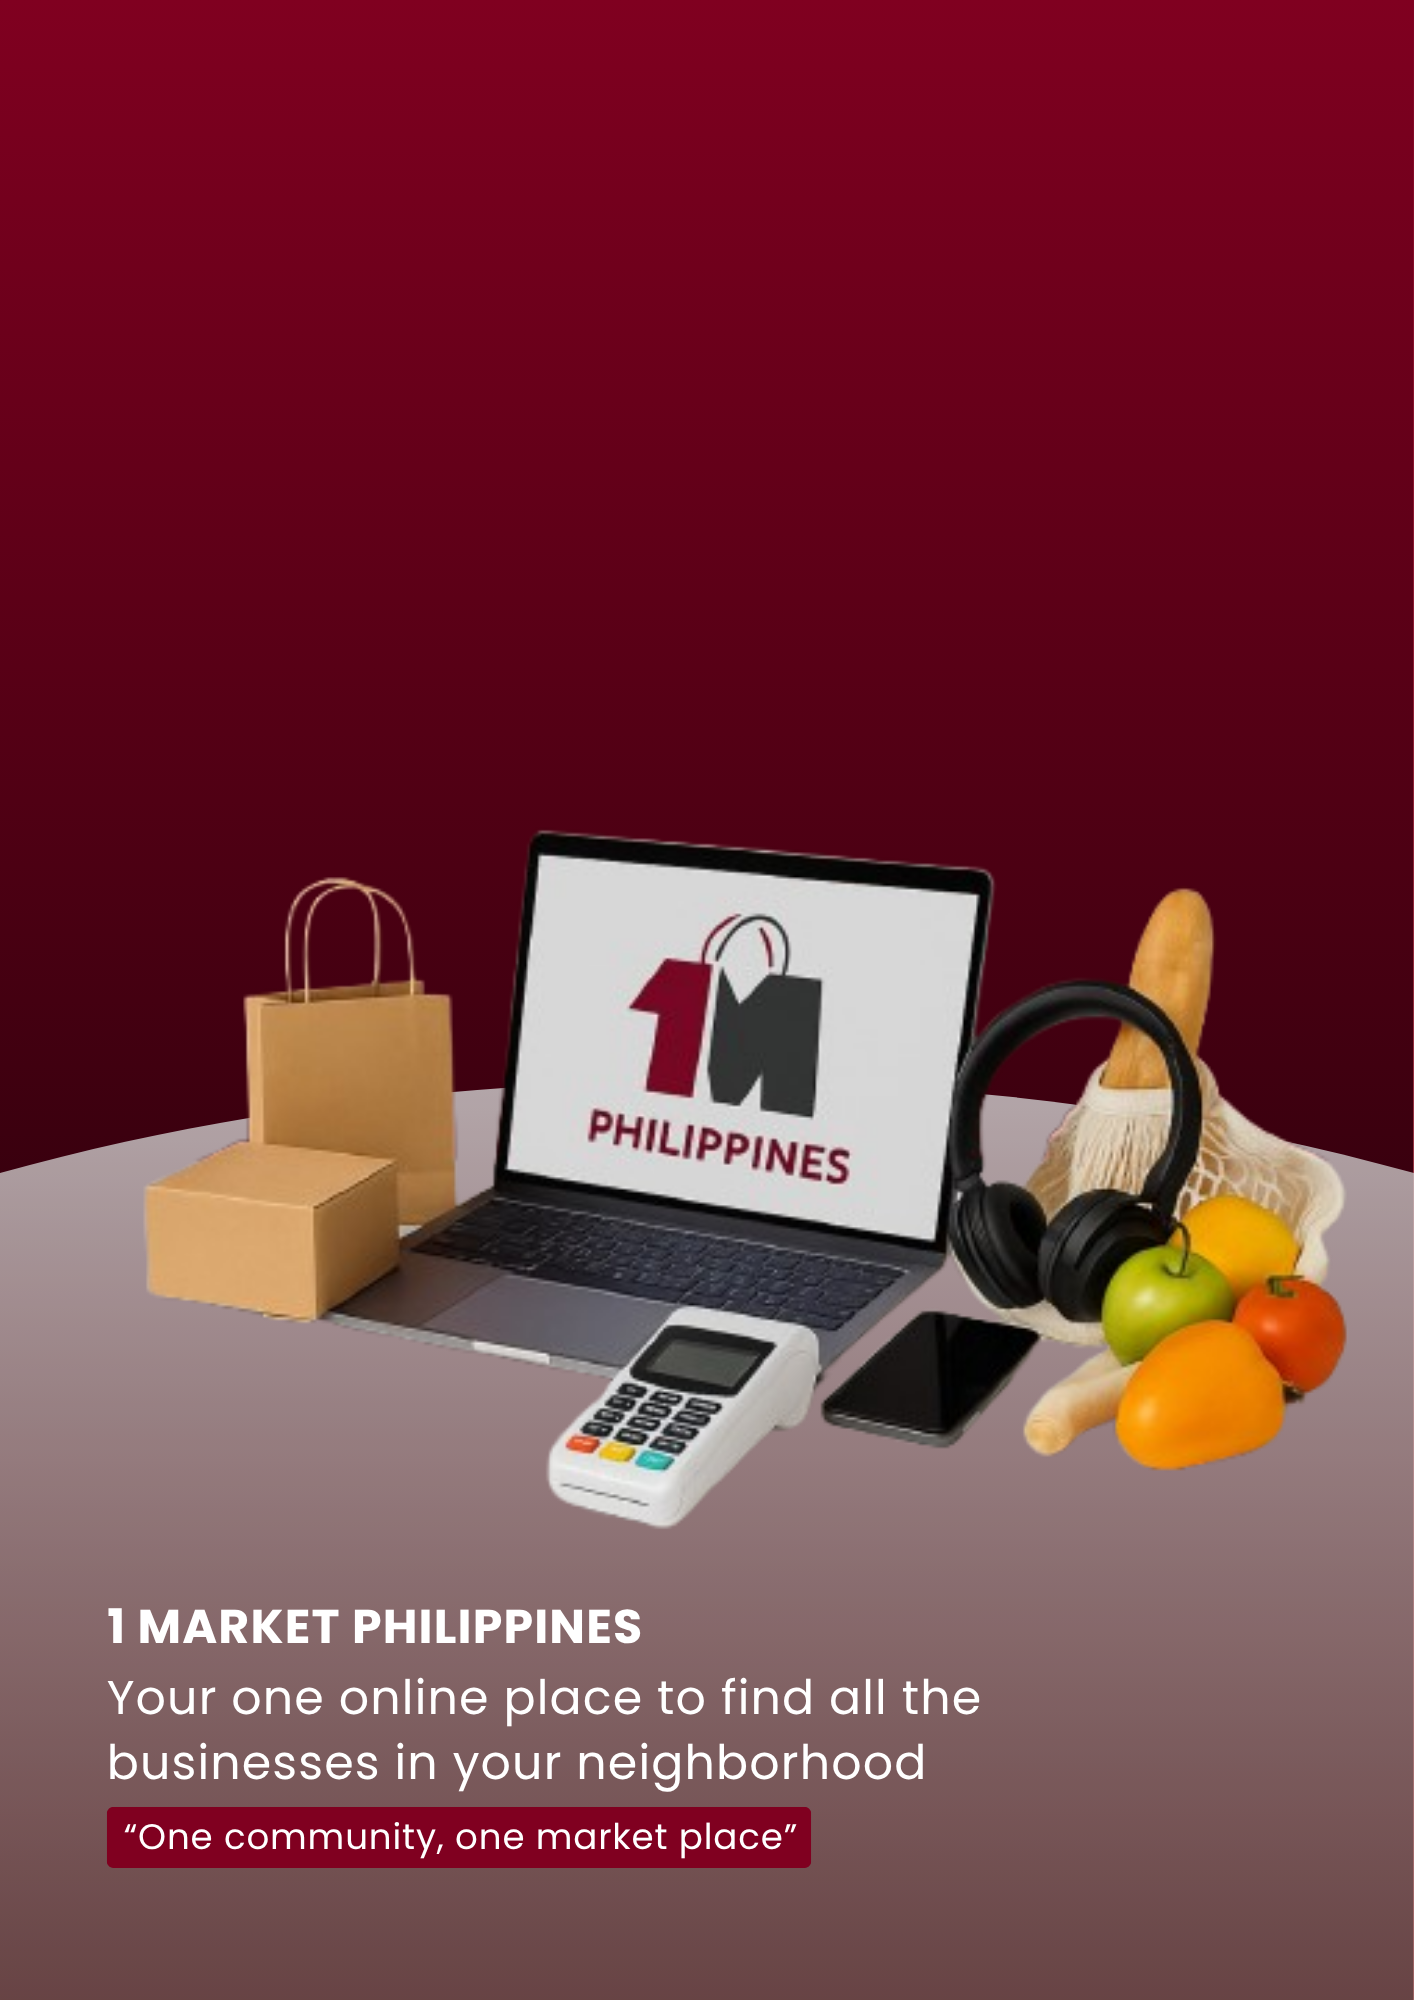 1M
PHILIPPINES
1 MARKET PHILIPPINES
Your one online place to find all the
businesses in your neighborhood
“One community, one market place”